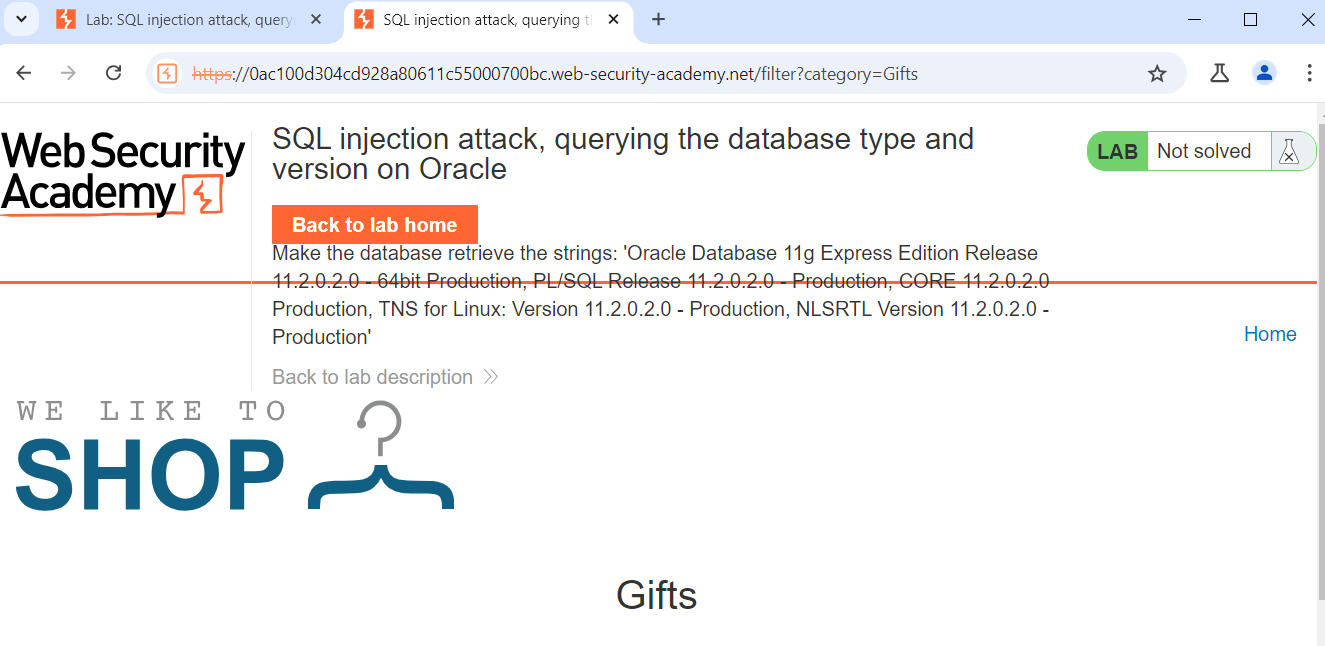 Lab: SQL injection attack, query
SQL injection attack, querying t
https://0ac100d304cd928a80611c55000700bc.web-security-academy.net/filter?category=Gifts
Web Security
Academy
SQL injection attack, querying the database type and
version on Oracle
LAB Not solved
Back to lab home
Make the database retrieve the strings: 'Oracle Database 11g Express Edition Release
11.2.0.2.0 - 64bit Production, PL/SQL Release 11.2.0.2.0 - Production, CORE 11.2.0.2.0
Production, TNS for Linux: Version 11.2.0.2.0 - Production, NLSRTL Version 11.2.0.2.0 -
Production'
Home
Back to lab description
WE LIKE TO
SHOP
Gifts